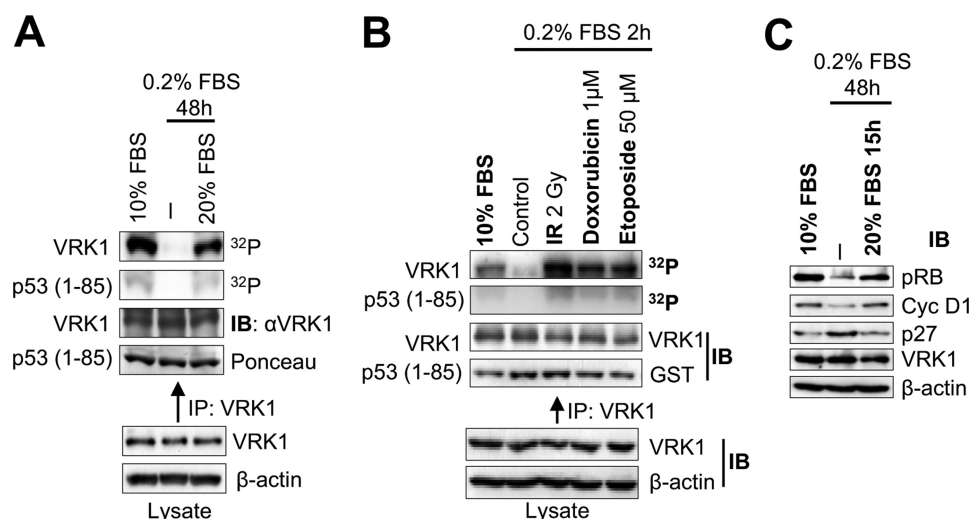 A
0.2% FBS
48h
10% FBS
–
20% FBS
VRK1
32P
p53 (1-85)
32P
VRK1
IB: αVRK1
p53 (1-85)
Ponceau
IP: VRK1
VRK1
β-actin
Lysate
B
0.2% FBS 2h
10% FBS
Control
IR 2 Gy
Doxorubicin 1μM
Etoposide 50 μM
VRK1
32P
p53 (1-85)
32P
VRK1
VRK1
IB
p53 (1-85)
GST
IP: VRK1
VRK1
IB
β-actin
Lysate
C
0.2% FBS
48h
10% FBS
–
20% FBS 15h
IB
pRB
Cyc D1
p27
VRK1
β-actin